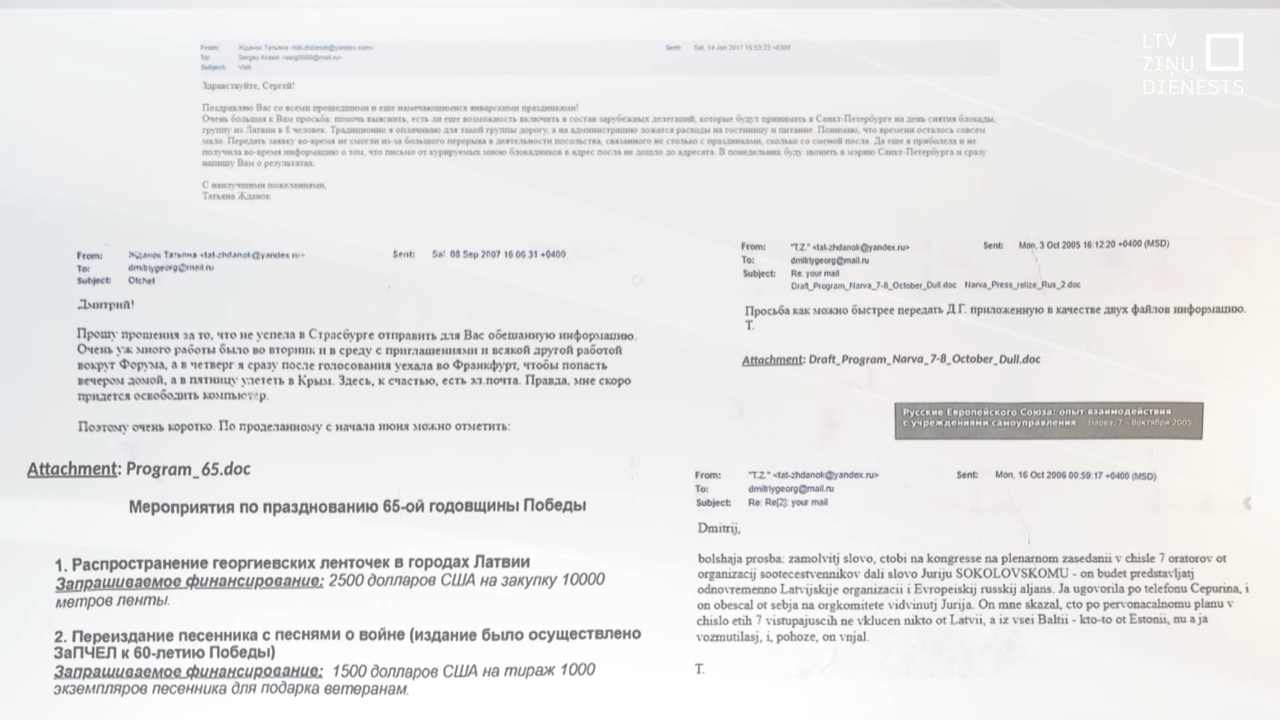 LTV
ZIŅU
DIENESTS
From: Жданок Татьяна <tat-zhdanok@yandex.com> Sent: Sat, 14 Jan 2017 15:53:23 +0300
To: Sergey Krasin
Subject: Visit
Здравствуйте, Сергей!
Поздравляю Вас со всеми прошедшими и еще намечающимися январскими праздниками!
Очень большая к Вам просьба: помочь выяснить, есть ли еще возможность включить в состав зарубежных делегаций, которые будут принимать в Санкт-Петербурге на день снятия блокады,
группу из Латвии в 8 человек. Традиционно я оплачиваю для такой группы дорогу, а на администрацию ложатся расходы на гостиницу и питание. Понимаю, что времени осталось совсем
мало. Передать заявку во-время не смогли из-за большого перерыва в деятельности посольства, связанного не столько с праздниками, сколько со сменой посла. Да еще я приболела и не
получила во-время информацию о том, что письмо от курируемых мною блокадников в адрес посла не дошло до адресата. В понедельник буду звонить в мэрию Санкт-Петербурга и сразу
напишу Вам о результатах.
С наилучшими пожеланиями,
Татьяна Жданок
From: Жданок Татьяна <tat-zhdanok@yandex.ru> Sent: Sat, 08 Sep 2007 16:06:31 +0400
To: dmitriygeorg@mail.ru
Subject: Otchet
Дмитрий!
Прошу прошения за то, что не успела в Страсбурге отправить для Вас обещанную информацию.
Очень уж много работы было во вторник и в среду с приглашениями и всякой другой работой
вокруг Форума, а в четверг я сразу после голосования уехала во Франкфурт, чтобы попасть
вечером домой, а в пятницу улететь в Крым. Здесь, к счастью, есть эл.почта. Правда, мне скоро
придется освободить компьютер.
Поэтому очень коротко. По проделанному с начала июня можно отметить:
Attachment: Program_65.doc
Мероприятия по празднованию 65-ой годовщины Победы
1. Распространение георгиевских ленточек в городах Латвии
Запрашиваемое финансирование: 2500 долларов США на закупку 10000
метров ленты.
2. Переиздание песенника с песнями о войне (издание было осуществлено
ЗаПЧЕЛ к 60-летию Победы)
Запрашиваемое финансирование: 1500 долларов США на тираж 1000
экземпляров песенника для подарка ветеранам.
From: "T.Z." <tat-zhdanok@yandex.ru> Sent: Mon, 3 Oct 2005 16:12:20 +0400 (MSD)
To: dmitriygeorg@mail.ru
Subject: Re: your mail
Draft_Program_Narva_7-8_October_Dull.doc Narva_Press_relize_Rus_2.doc
Просьба как можно быстрее передать Д.Г. приложенную в качестве двух файлов информацию.
Т.
Attachment: Draft_Program_Narva_7-8_October_Dull.doc
Русские Европейского Союза: опыт взаимодействия
с учреждениями самоуправления Нарва, 7 - 8октября 2005
From: "T.Z." <tat-zhdanok@yandex.ru> Sent: Mon, 16 Oct 2006 00:59:17 +0400 (MSD)
To: dmitriygeorg@mail.ru
Subject: Re: Re[2]: your mail
Dmitrij,
bolshaja prosba: zamolvitj slovo, ctobi na kongresse na plenarnom zasedanii v chisle 7 oratorov ot
organizacij sootecestvennikov dali slovo Juriju SOKOLOVSKOMU - on budet predstavljatj
odnovremenno Latvijskije organizacii i Evropeiskij russkij aljans. Ja ugovorila po telefonu Cepurina, i
on obescal ot sebja na orgkomitete vidvinutj Jurija. On mne skazal, cto po pervonacalnomu planu v
chislo etih 7 vistupajuscih ne vklucen nikto ot Latvii, a iz vsei Baltii - kto-to ot Estonii, nu a ja
vozmutilasj, i, pohoze, on vnjal.
T.